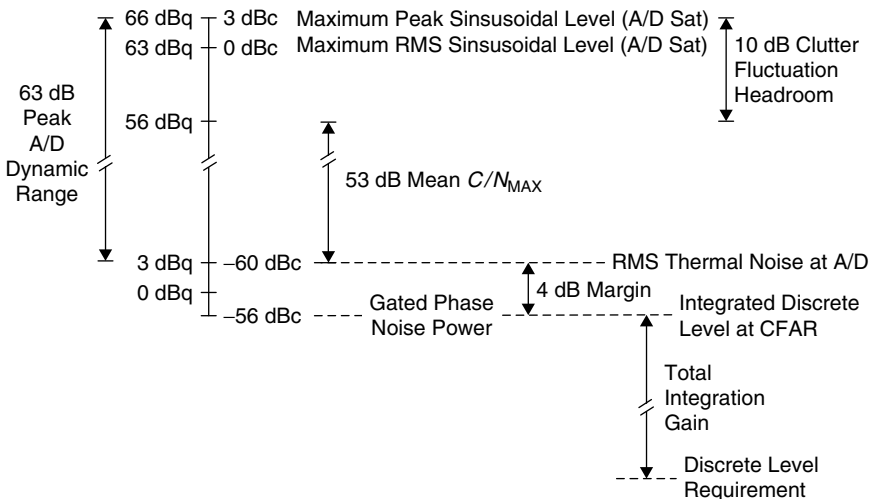 66 dBq 3 dBc Maximum Peak Sinsusoidal Level (A/D Sat)
63 dBq 0 dBc Maximum RMS Sinsusoidal Level (A/D Sat)
10 dB Clutter
Fluctuation
Headroom
63 dB
Peak
A/D
Dynamic
Range
56 dBq
53 dB Mean C/NMAX
3 dBq –60 dBc RMS Thermal Noise at A/D
0 dBq
4 dB Margin
–56 dBc Gated Phase
Noise Power
Integrated Discrete
Level at CFAR
Total
Integration
Gain
Discrete Level
Requirement